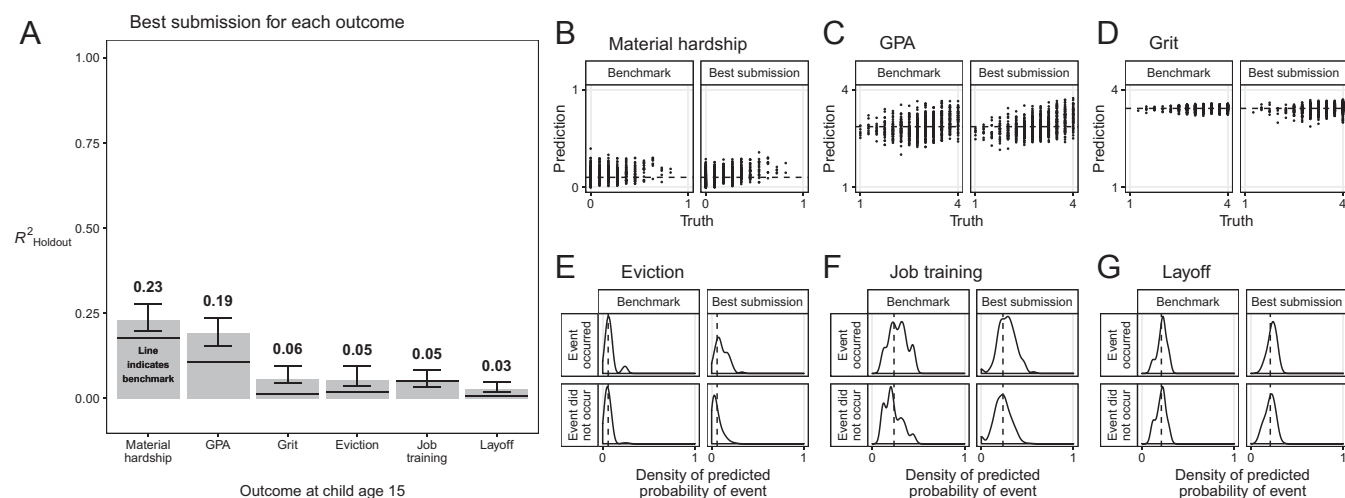 A
Best submission for each outcome
1.00
0.75
0.50
0.25
0.00
R²Holdout
0.23
0.19
0.06
0.05
0.05
0.03
Line
indicates
benchmark
Material
hardship
GPA
Grit
Eviction
Job
training
Layoff
Outcome at child age 15
B
Material hardship
Benchmark
Best submission
Prediction
1
0
0
1
0
1
Truth
C
GPA
Benchmark
Best submission
Prediction
4
1
1
4
1
4
Truth
D
Grit
Benchmark
Best submission
Prediction
4
1
1
4
1
4
Truth
E
Eviction
Benchmark
Best submission
Event
occurred
Event did
not occur
0
1
0
1
Density of predicted
probability of event
F
Job training
Benchmark
Best submission
Event
occurred
Event did
not occur
0
1
0
1
Density of predicted
probability of event
G
Layoff
Benchmark
Best submission
Event
occurred
Event did
not occur
0
1
0
1
Density of predicted
probability of event